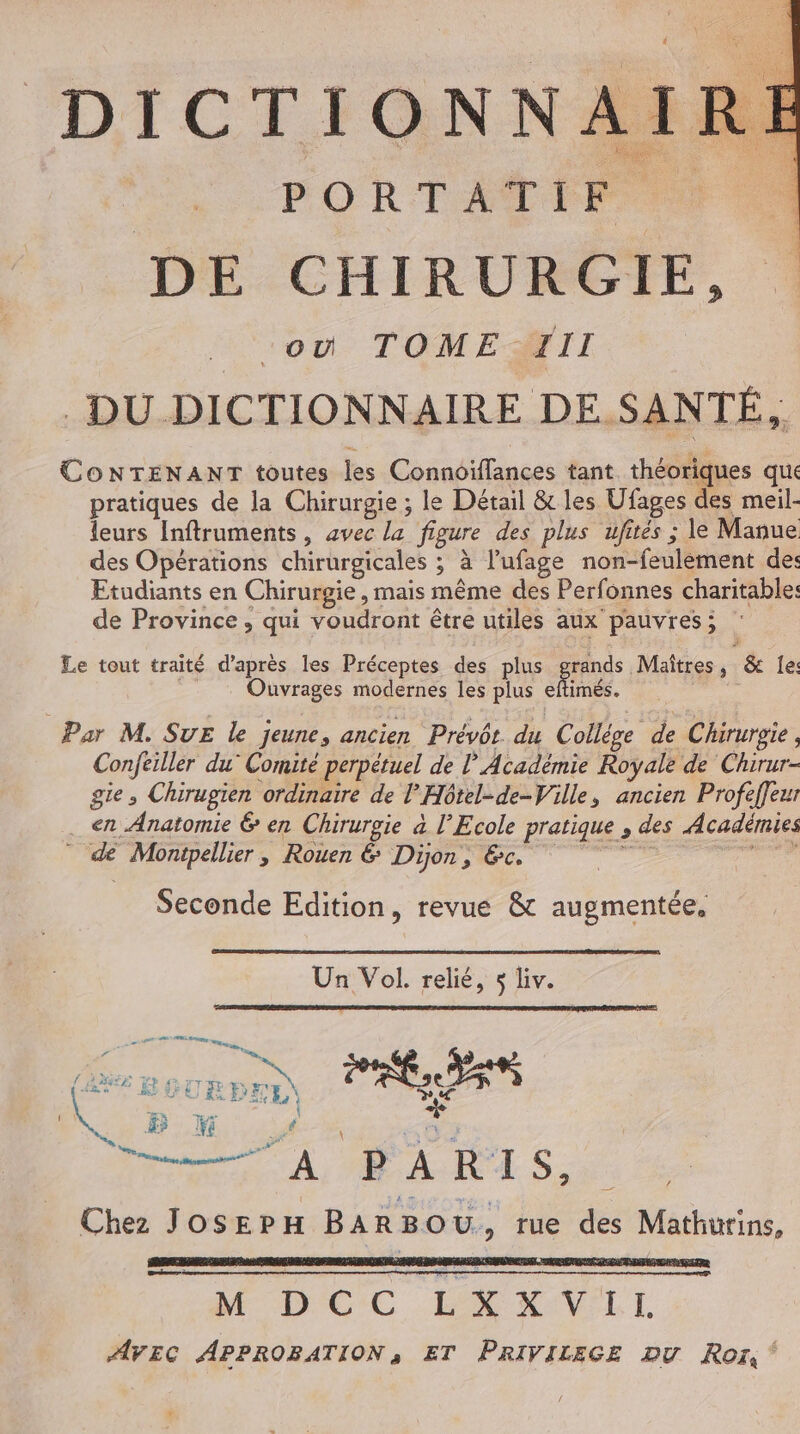 DICTIONNAIRE
PORTATIF
DE CHIRURGIE,
ou TOME III
DU DICTIONNAIRE DE SANTÉ,
CONTENANT toutes les Connoiſſances tant théoriques que
pratiques de la Chirurgie ; le Détail & les Uſages des meil-
leurs Inſtruments, avec la figure des plus uſités ; le Manuel
des Opérations chirurgicales ; à l'uſage non-ſeulement des
Etudiants en Chirurgie, mais même des Perſonnes charitables
de Province, qui voudront être utiles aux pauvres ;
Le tout traité d'après les Préceptes des plus grands Maîtres, & les
Ouvrages modernes les plus eſtimés.
Par M. SUE le jeune, ancien Prévôt du Collége de Chirurgie,
Conſeiller du Comité perpétuel de l'Académie Royale de Chirur-
gie, Chirugien ordinaire de l'Hôtel-de-Ville, ancien Profeſſeur
en Anatomie & en Chirurgie à l'Ecole pratique, des Académies
de Montpellier, Rouen & Dijon, &c.
Seconde Edition, revue & augmentée.
Un Vol. relié, 5 liv.
BOURDEL
D M
A PARIS,
Chez JOSEPH BARBOU, rue des Mathurins,
M DCC LXXVII.
AVEC APPROBATION, ET PRIVILEGE DU ROI.